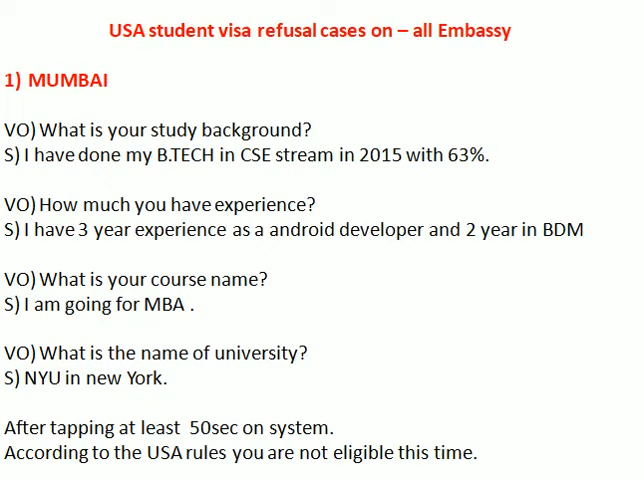 USA student visa refusal cases on – all Embassy
1) MUMBAI
VO) What is your study background?
S) I have done my B.TECH in CSE stream in 2015 with 63%.
VO) How much you have experience?
S) I have 3 year experience as a android developer and 2 year in BDM
VO) What is your course name?
S) I am going for MBA .
VO) What is the name of university?
S) NYU in new York.
After tapping at least 50sec on system.
According to the USA rules you are not eligible this time.